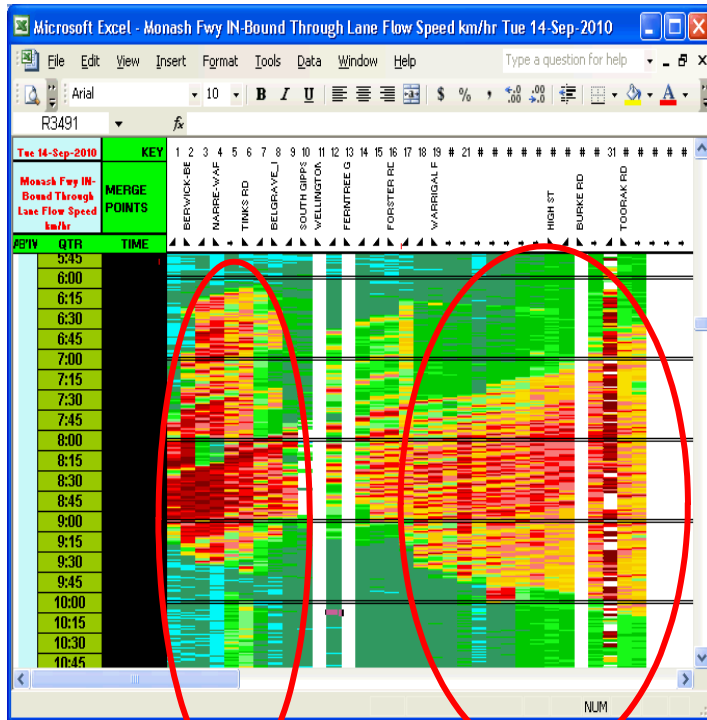 Microsoft Excel - Monash Fwy IN-Bound Through Lane Flow Speed km/hr Tue 14-Sep-2010
File Edit View Insert Format Tools Data Window Help Type a question for help
Arial 10 B I U $ % , .00 .00 A
R3491 fx
Tue 14-Sep-2010 KEY 1 2 3 4 5 6 7 8 9 10 11 12 13 14 15 16 17 18 19 # 21 # # # # # # # # 31 # # # #
Monash Fwy IN-
Bound Through
Lane Flow Speed
km/hr
MERGE
POINTS
BERWICK-BE
NARRE-WAF
TINKS RD
BELGRAVE_I
SOUTH GIPPS
WELLINGTON
FERNTREE G
FORSTER RD
WARRIGAL F
HIGH ST
BURKE RD
TOORAK RD
QTR TIME
5:45
6:00
6:15
6:30
6:45
7:00
7:15
7:30
7:45
8:00
8:15
8:30
8:45
9:00
9:15
9:30
9:45
10:00
10:15
10:30
10:45
NUM